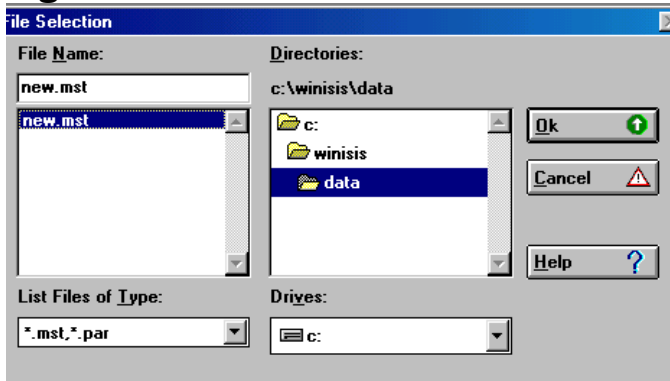 File Selection
File Name:
new.mst
new.mst
Directories:
c:\winisis\data
c:
winisis
data
Ok
Cancel
Help
List Files of Type:
*.mst,*.par
Drives:
c: